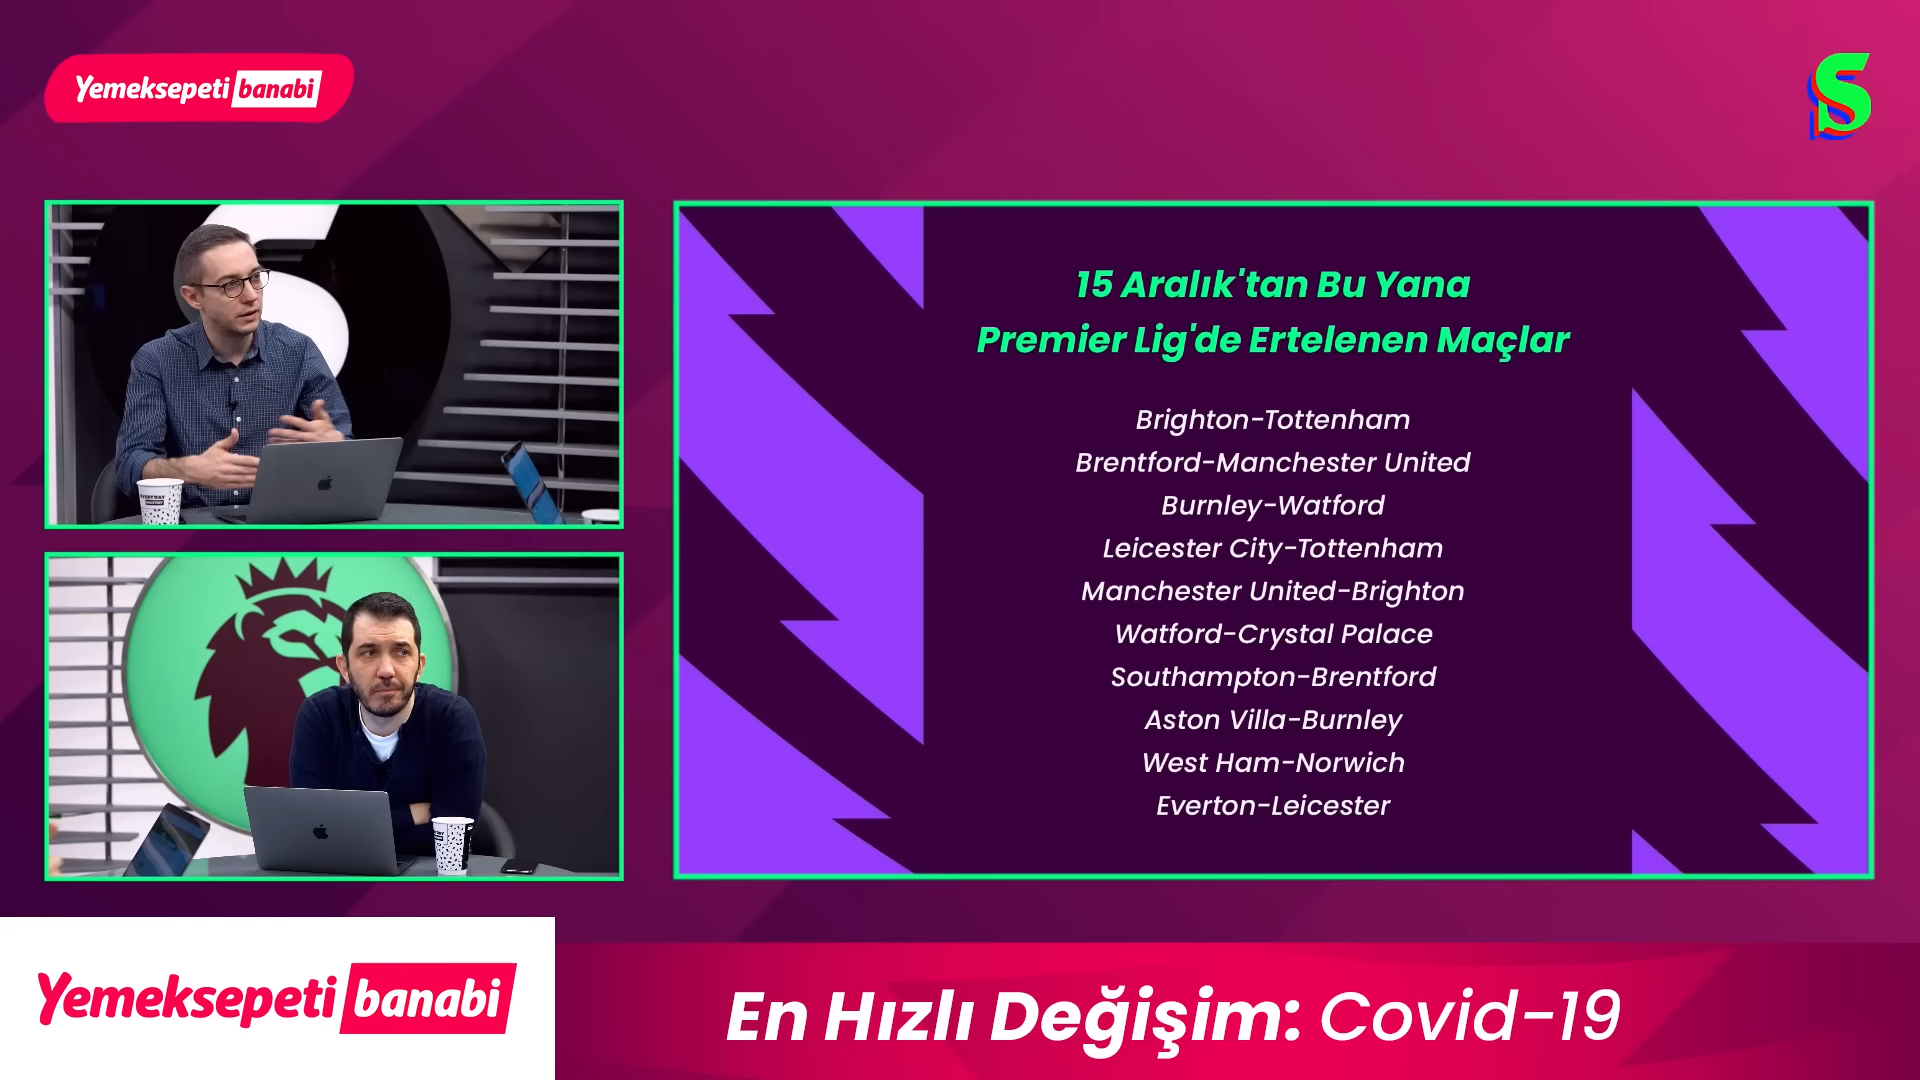 Yemeksepeti banabi
S
15 Aralık'tan Bu Yana
Premier Lig'de Ertelenen Maçlar
Brighton-Tottenham
Brentford-Manchester United
Burnley-Watford
Leicester City-Tottenham
Manchester United-Brighton
Watford-Crystal Palace
Southampton-Brentford
Aston Villa-Burnley
West Ham-Norwich
Everton-Leicester
Yemeksepeti banabi
En Hızlı Değişim: Covid-19